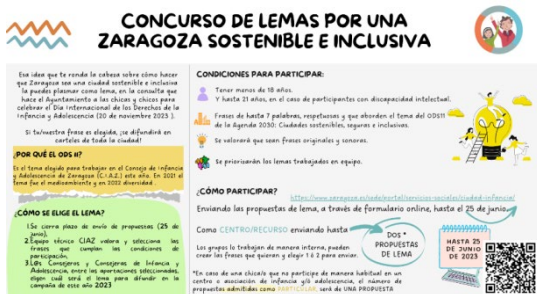 CONCURSO DE LEMAS POR UNA
ZARAGOZA SOSTENIBLE E INCLUSIVA
Esa idea que te ronda la cabeza sobre cómo hacer
que Zaragoza sea una ciudad sostenible e inclusiva
la puedes plasmar como lema, en la consulta que
hace el Ayuntamiento a las chicas y chicos para
celebrar el Día Internacional de los Derechos de la
Infancia y Adolescencia (20 de noviembre 2023 ).
Si tu/vuestra frase es elegida, ¡se difundirá en
carteles de toda la ciudad!
¿POR QUÉ EL ODS 11?
Es el tema elegido para trabajar en el Consejo de Infancia
y Adolescencia de Zaragoza (C.I.A.Z.) este año. En 2021 el
tema fue el medioambiente y en 2022 diversidad.
¿CÓMO SE ELIGE EL LEMA?
1.Se cierra plazo de envío de propuestas (25 de
junio).
2.Equipo técnico CIAZ valora y selecciona las
frases que cumplen las condiciones de
participación.
3.L@s Consejeros y Consejeras de Infancia y
Adolescencia, entre las aportaciones seleccionadas,
eligen cuál será el lema para difundir en la
campaña de este año 2023
CONDICIONES PARA PARTICIPAR:
Tener manos de 18 años.
Y hasta 21 años, en el caso de participantes con discapacidad intelectual.
Frases de hasta 7 palabras, respetuosas y que aborden el tema del ODS11
de la Agenda 2030: Ciudades sostenibles, seguras e inclusivas.
Se valorará que sean frases originales y sonoras.
Se priorizarán los lemas trabajados en equipo.
¿CÓMO PARTICIPAR?
https://www.zaragoza.es/sede/portal/servicios-sociales/ciudad-infancia/
Enviando las propuestas de lema, a través de formulario online, hasta el 25 de junio.
Como CENTRO/RECURSO enviando hasta
Los grupos lo trabajan de manera interna, pueden
crear las frases que quieran y elegir 1 ó 2 para enviar.
DOS *
PROPUESTAS
DE LEMA
HASTA 25
DE JUNIO
DE 2023
*En caso de una chica/o que no participe de manera habitual en un
centro o asociación de infancia y/o adolescencia, el número de
propuestas admitidas como PARTICULAR, será de UNA PROPUESTA